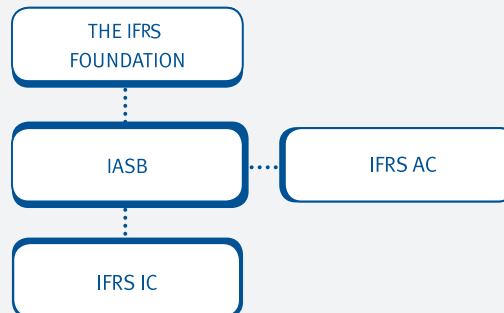 THE IFRS
FOUNDATION
IASB
IFRS AC
IFRS IC